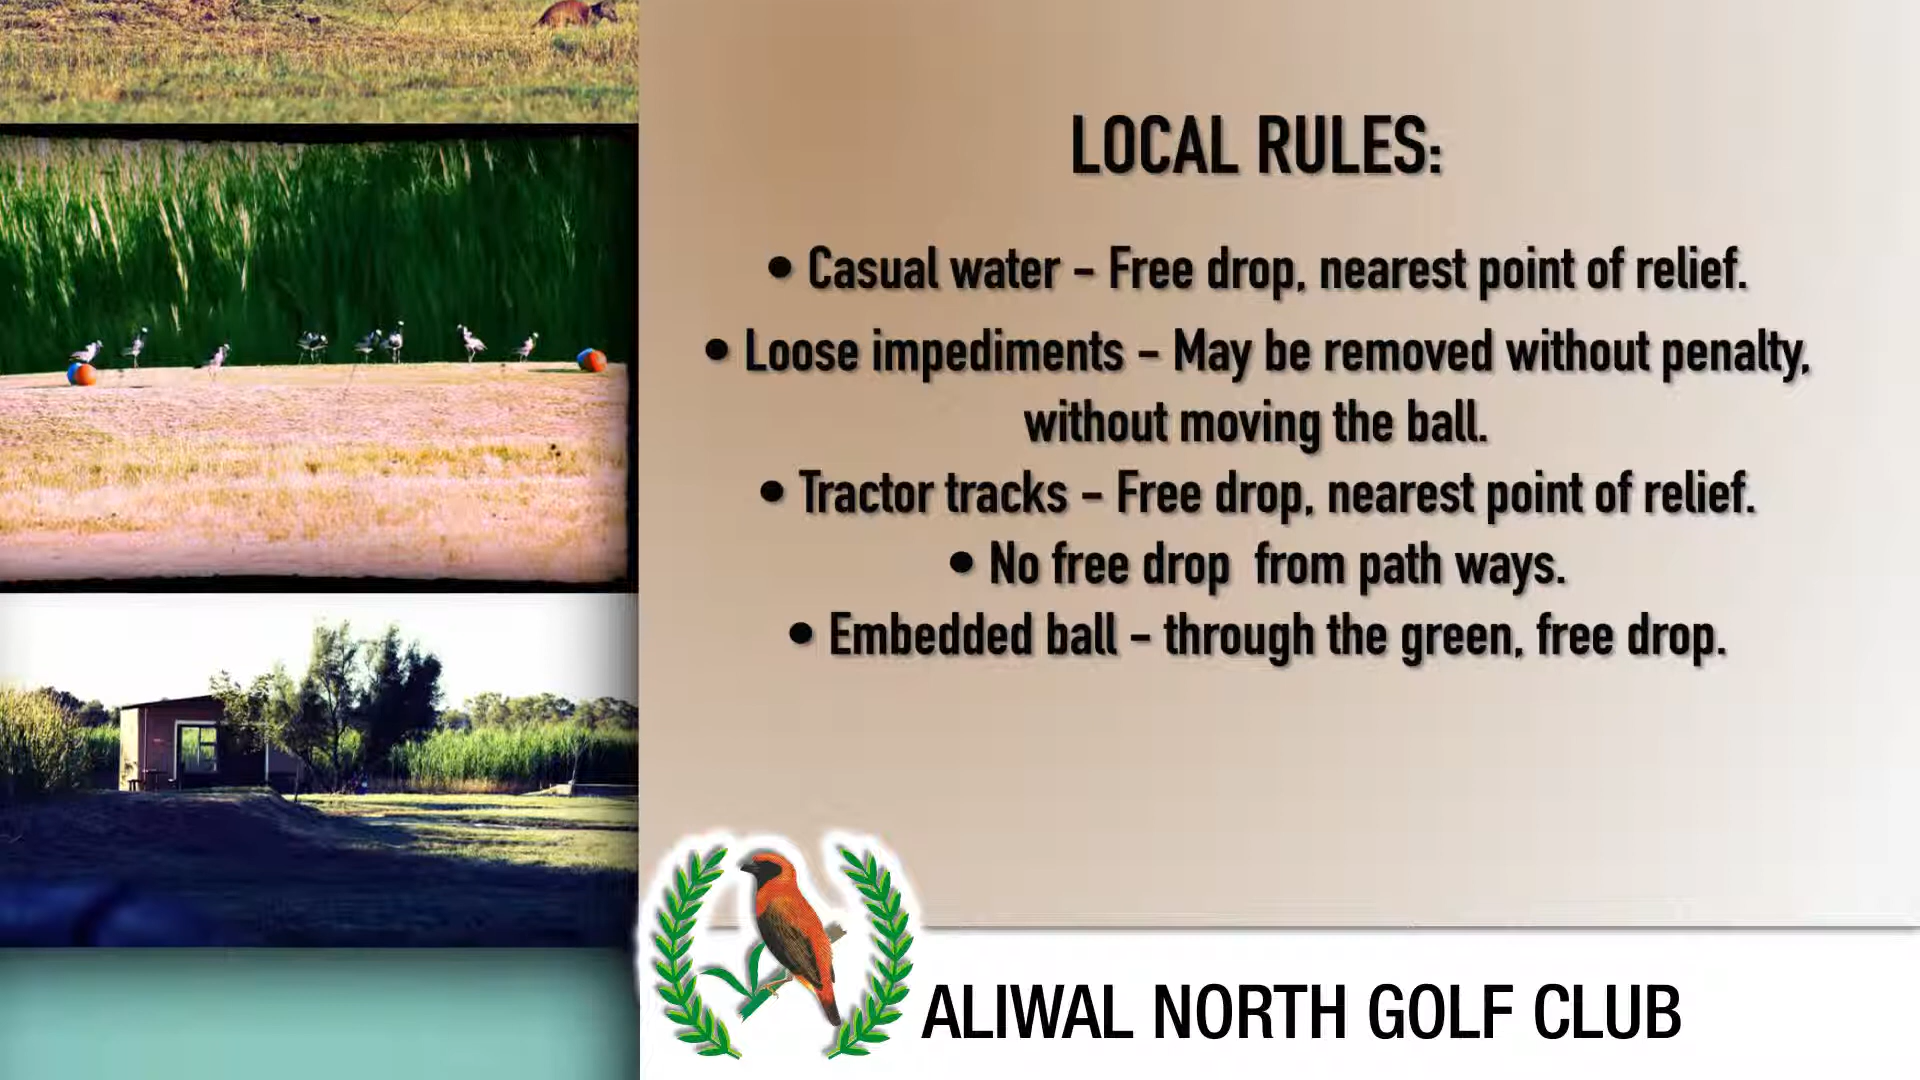 LOCAL RULES:
• Casual water – Free drop, nearest point of relief.
• Loose impediments – May be removed without penalty,
without moving the ball.
• Tractor tracks – Free drop, nearest point of relief.
• No free drop  from path ways.
• Embedded ball – through the green, free drop.
ALIWAL NORTH GOLF CLUB